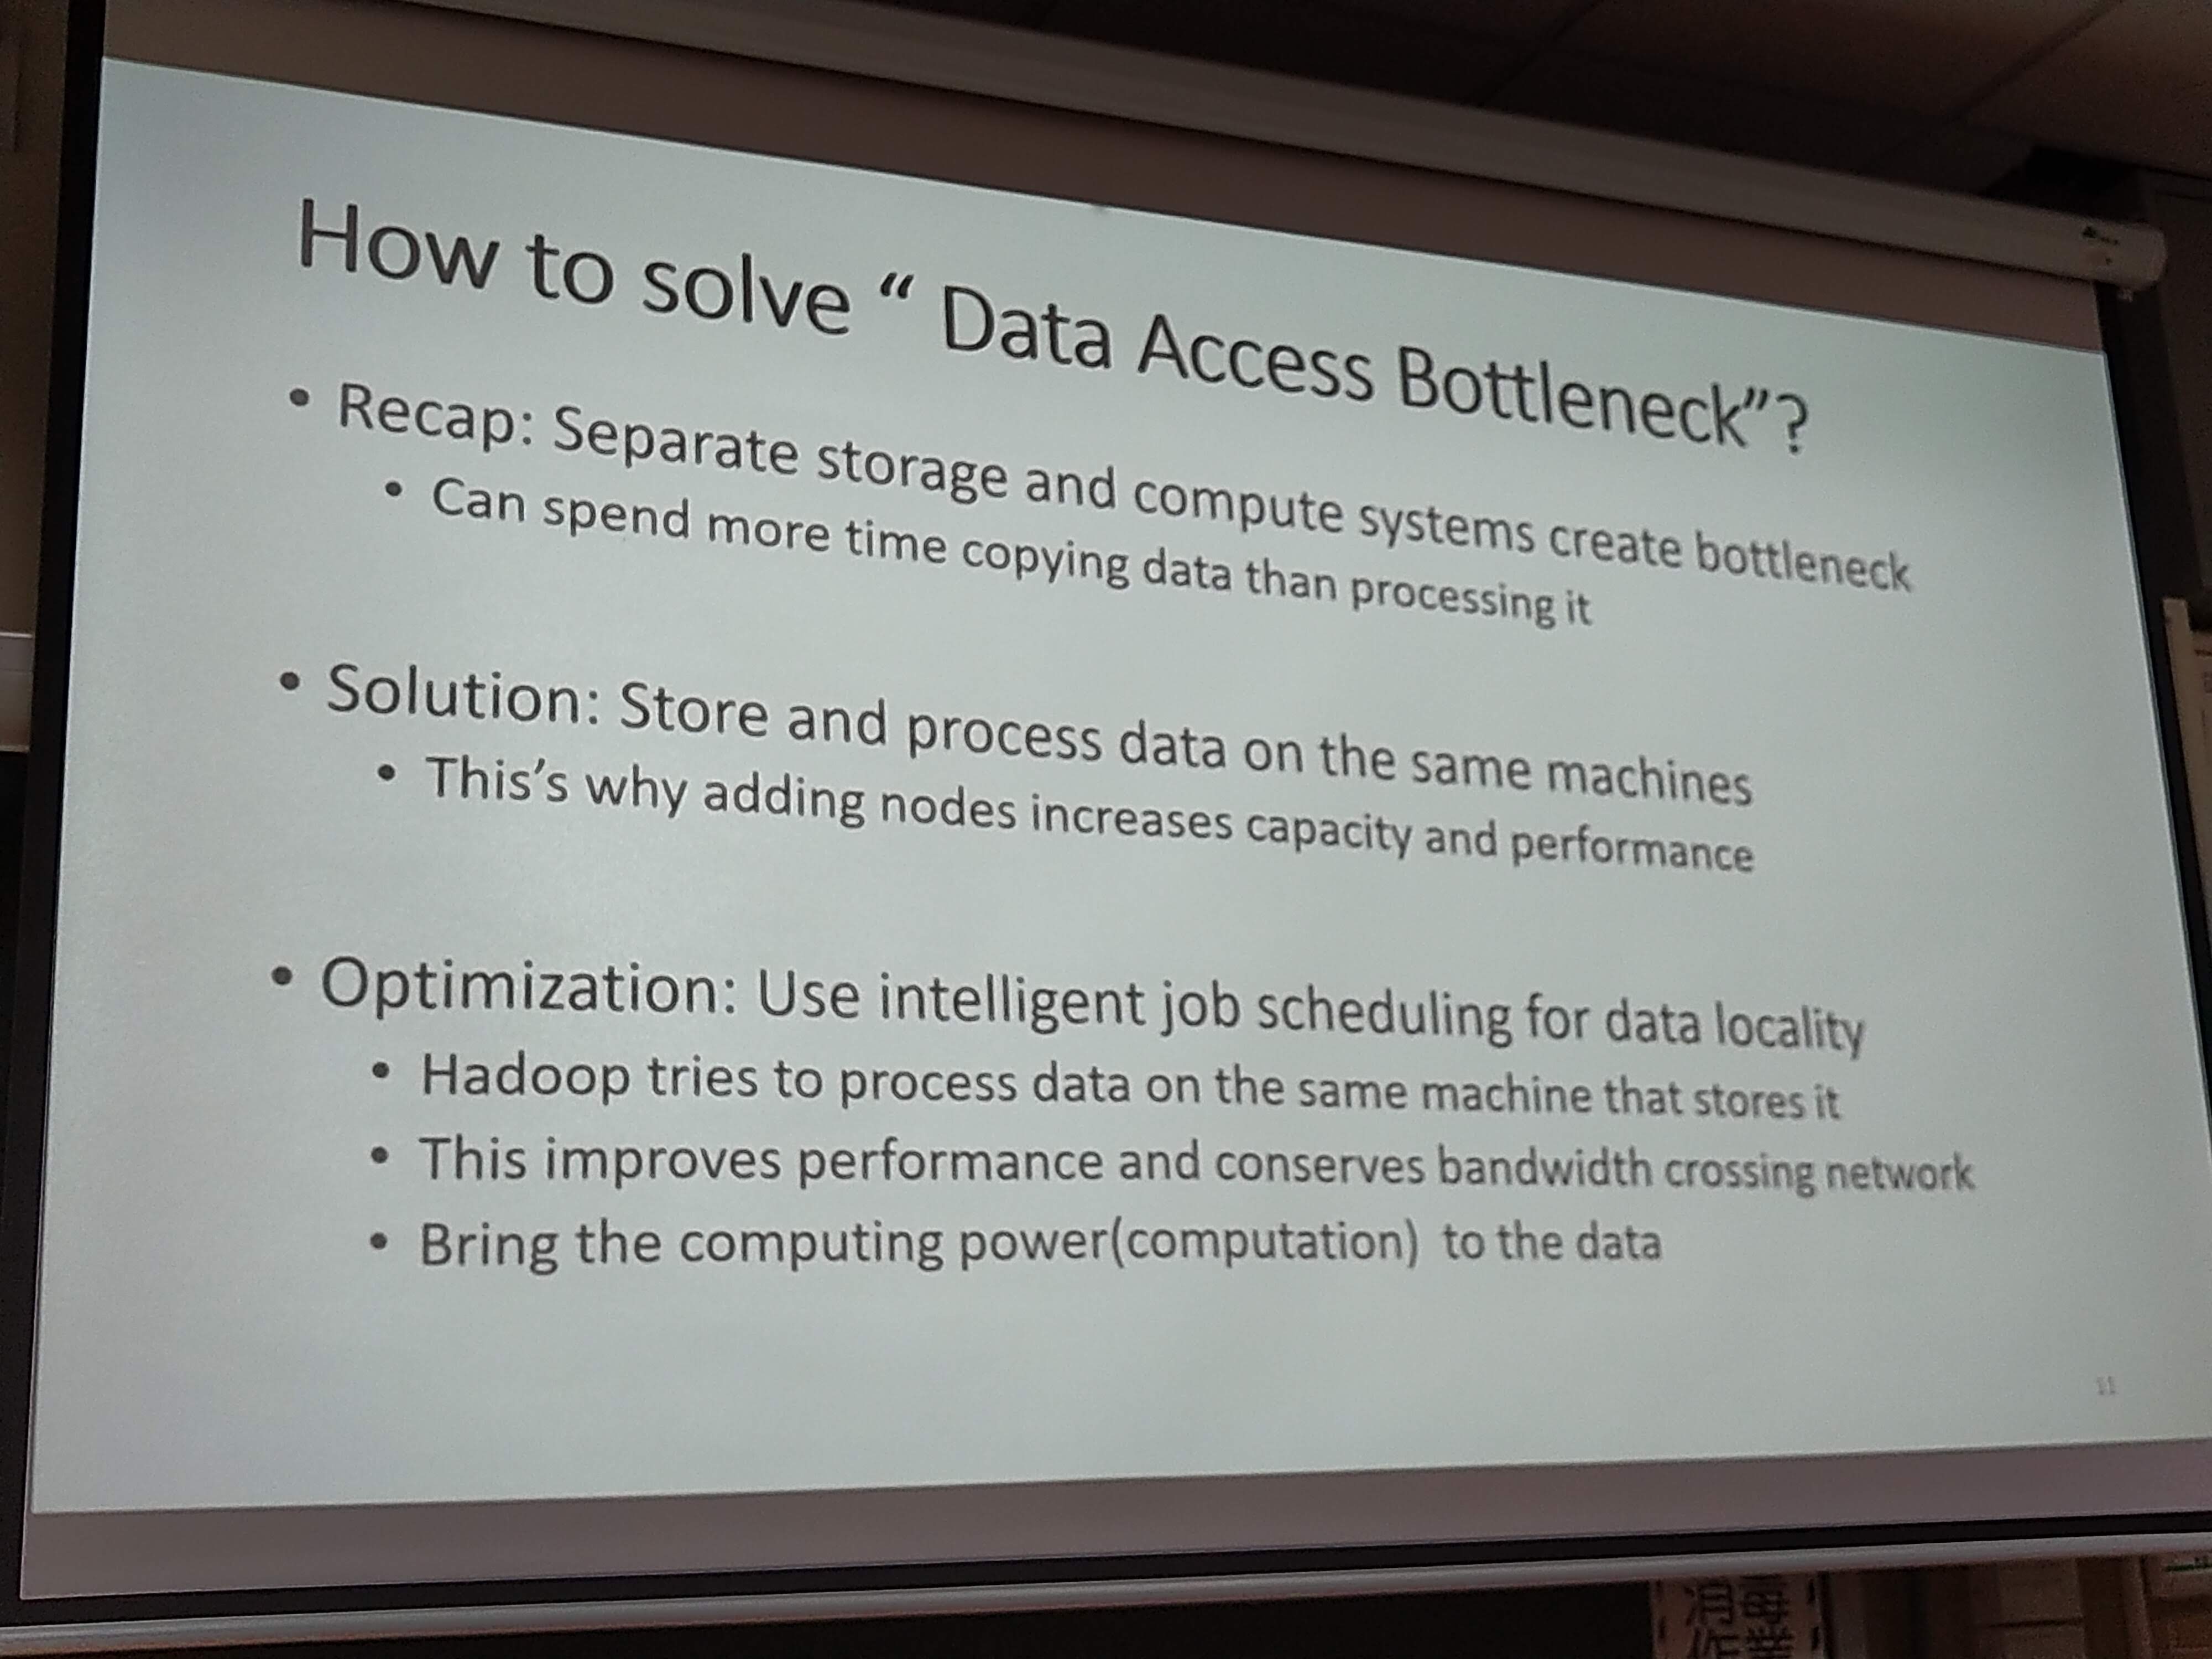 How to solve “ Data Access Bottleneck”?
• Recap: Separate storage and compute systems create bottleneck
• Can spend more time copying data than processing it
• Solution: Store and process data on the same machines
• This’s why adding nodes increases capacity and performance
• Optimization: Use intelligent job scheduling for data locality
• Hadoop tries to process data on the same machine that stores it
• This improves performance and conserves bandwidth crossing network
• Bring the computing power(computation) to the data
11